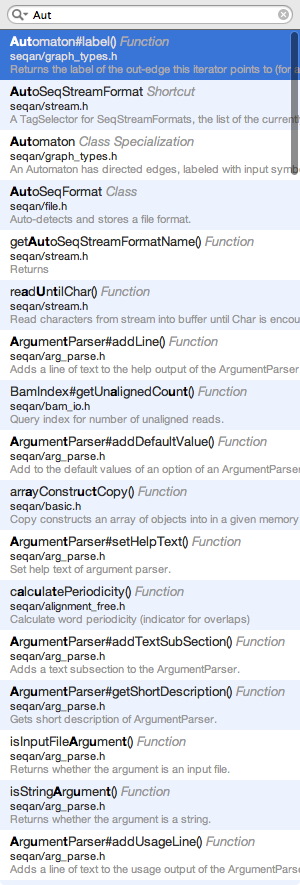 Aut
Automaton#label() Function
seqan/graph_types.h
Returns the label of the out-edge this iterator points to (for a
AutoSeqStreamFormat Shortcut
seqan/stream.h
A TagSelector for SeqStreamFormats, the list of the current
Automaton Class Specialization
seqan/graph_types.h
An Automaton has directed edges, labeled with input symb
AutoSeqFormat Class
seqan/file.h
Auto-detects and stores a file format.
getAutoSeqStreamFormatName() Function
seqan/stream.h
Returns
readUntilChar() Function
seqan/stream.h
Read characters from stream into buffer until Char is encou
ArgumentParser#addLine() Function
seqan/arg_parse.h
Adds a line of text to the help output of the ArgumentParser
BamIndex#getUnalignedCount() Function
seqan/bam_io.h
Query index for number of unaligned reads.
ArgumentParser#addDefaultValue() Function
seqan/arg_parse.h
Add to the default values of an option of an ArgumentParse
arrayConstructCopy() Function
seqan/basic.h
Copy constructs an array of objects into in a given memory
ArgumentParser#setHelpText() Function
seqan/arg_parse.h
Set help text of argument parser.
calculatePeriodicity() Function
seqan/alignment_free.h
Calculate word periodicity (indicator for overlaps)
ArgumentParser#addTextSubSection() Function
seqan/arg_parse.h
Adds a text subsection to the ArgumentParser.
ArgumentParser#getShortDescription() Function
seqan/arg_parse.h
Gets short description of ArgumentParser.
isInputFileArgument() Function
seqan/arg_parse.h
Returns whether the argument is an input file.
isStringArgument() Function
seqan/arg_parse.h
Returns whether the argument is a string.
ArgumentParser#addUsageLine() Function
seqan/arg_parse.h
Adds a line of text to the usage output of the ArgumentPars